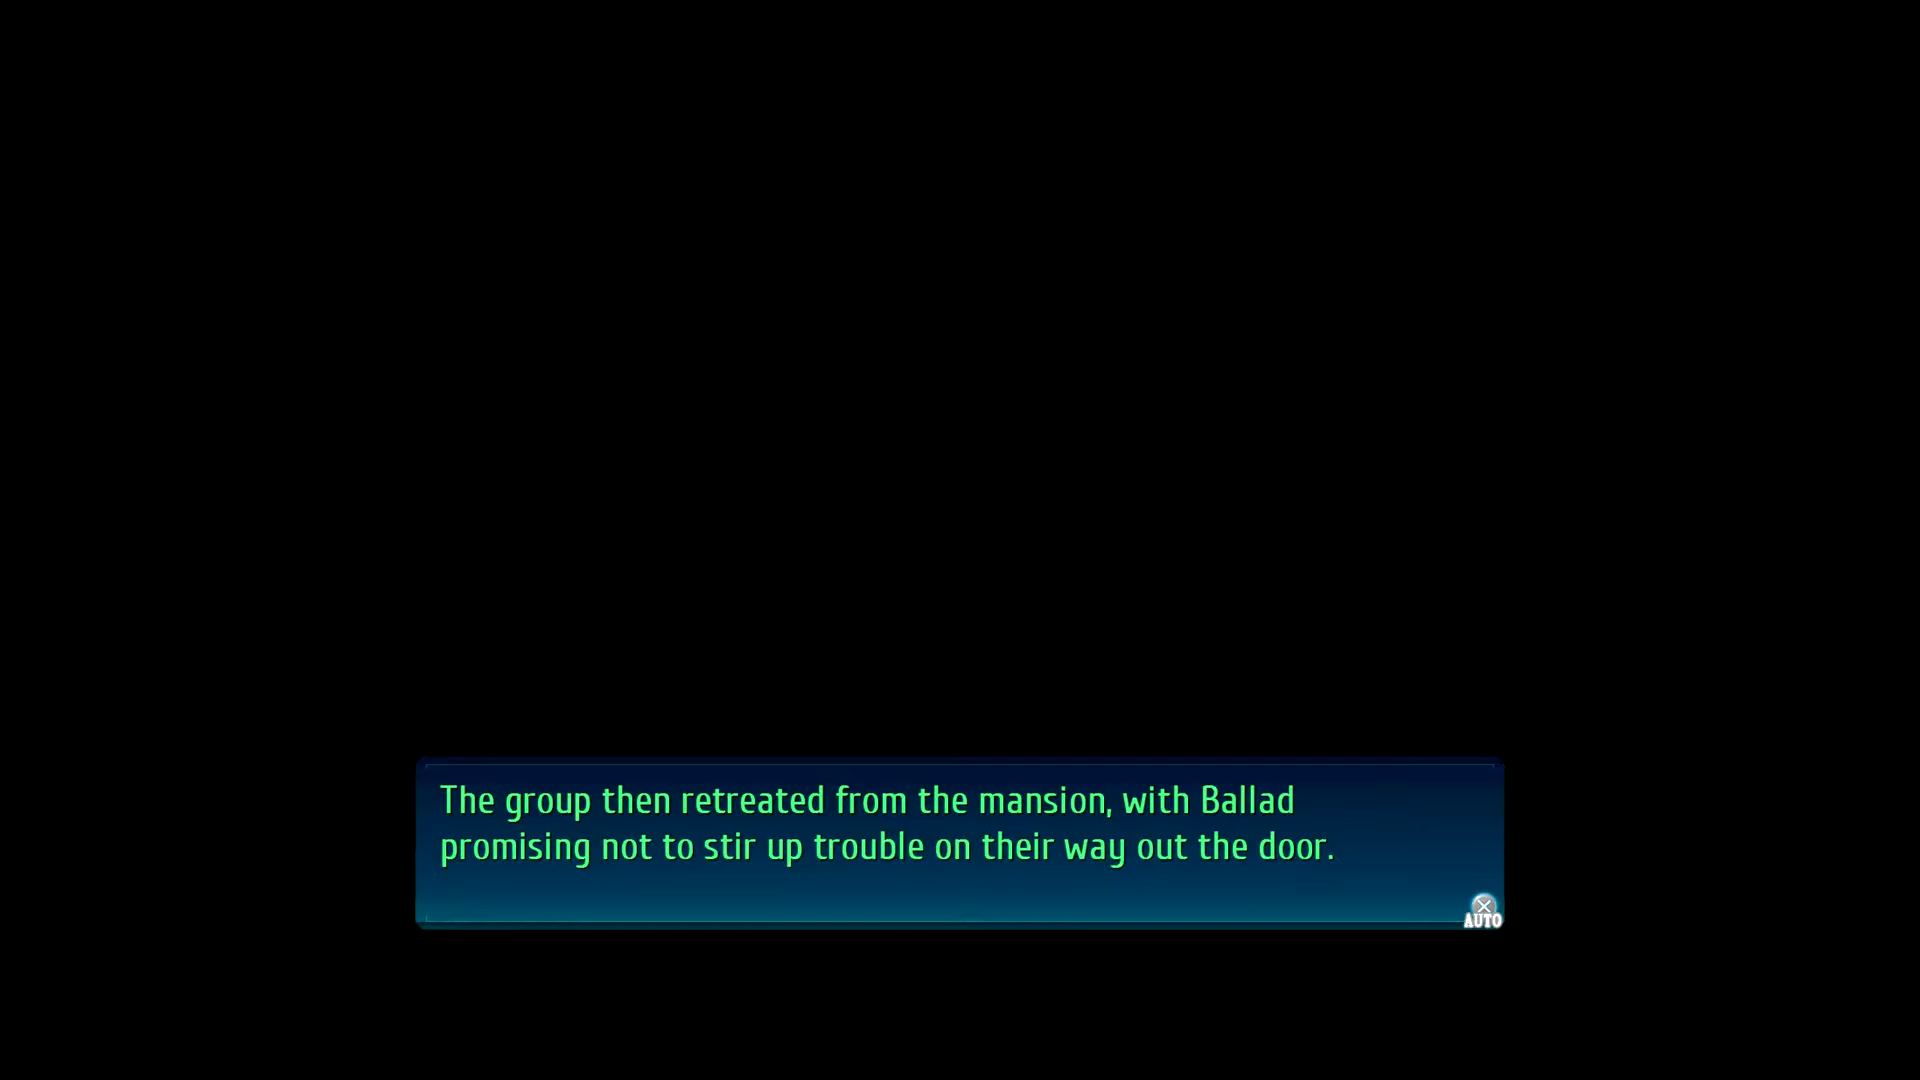 The group then retreated from the mansion, with Ballad
promising not to stir up trouble on their way out the door.
AUTO